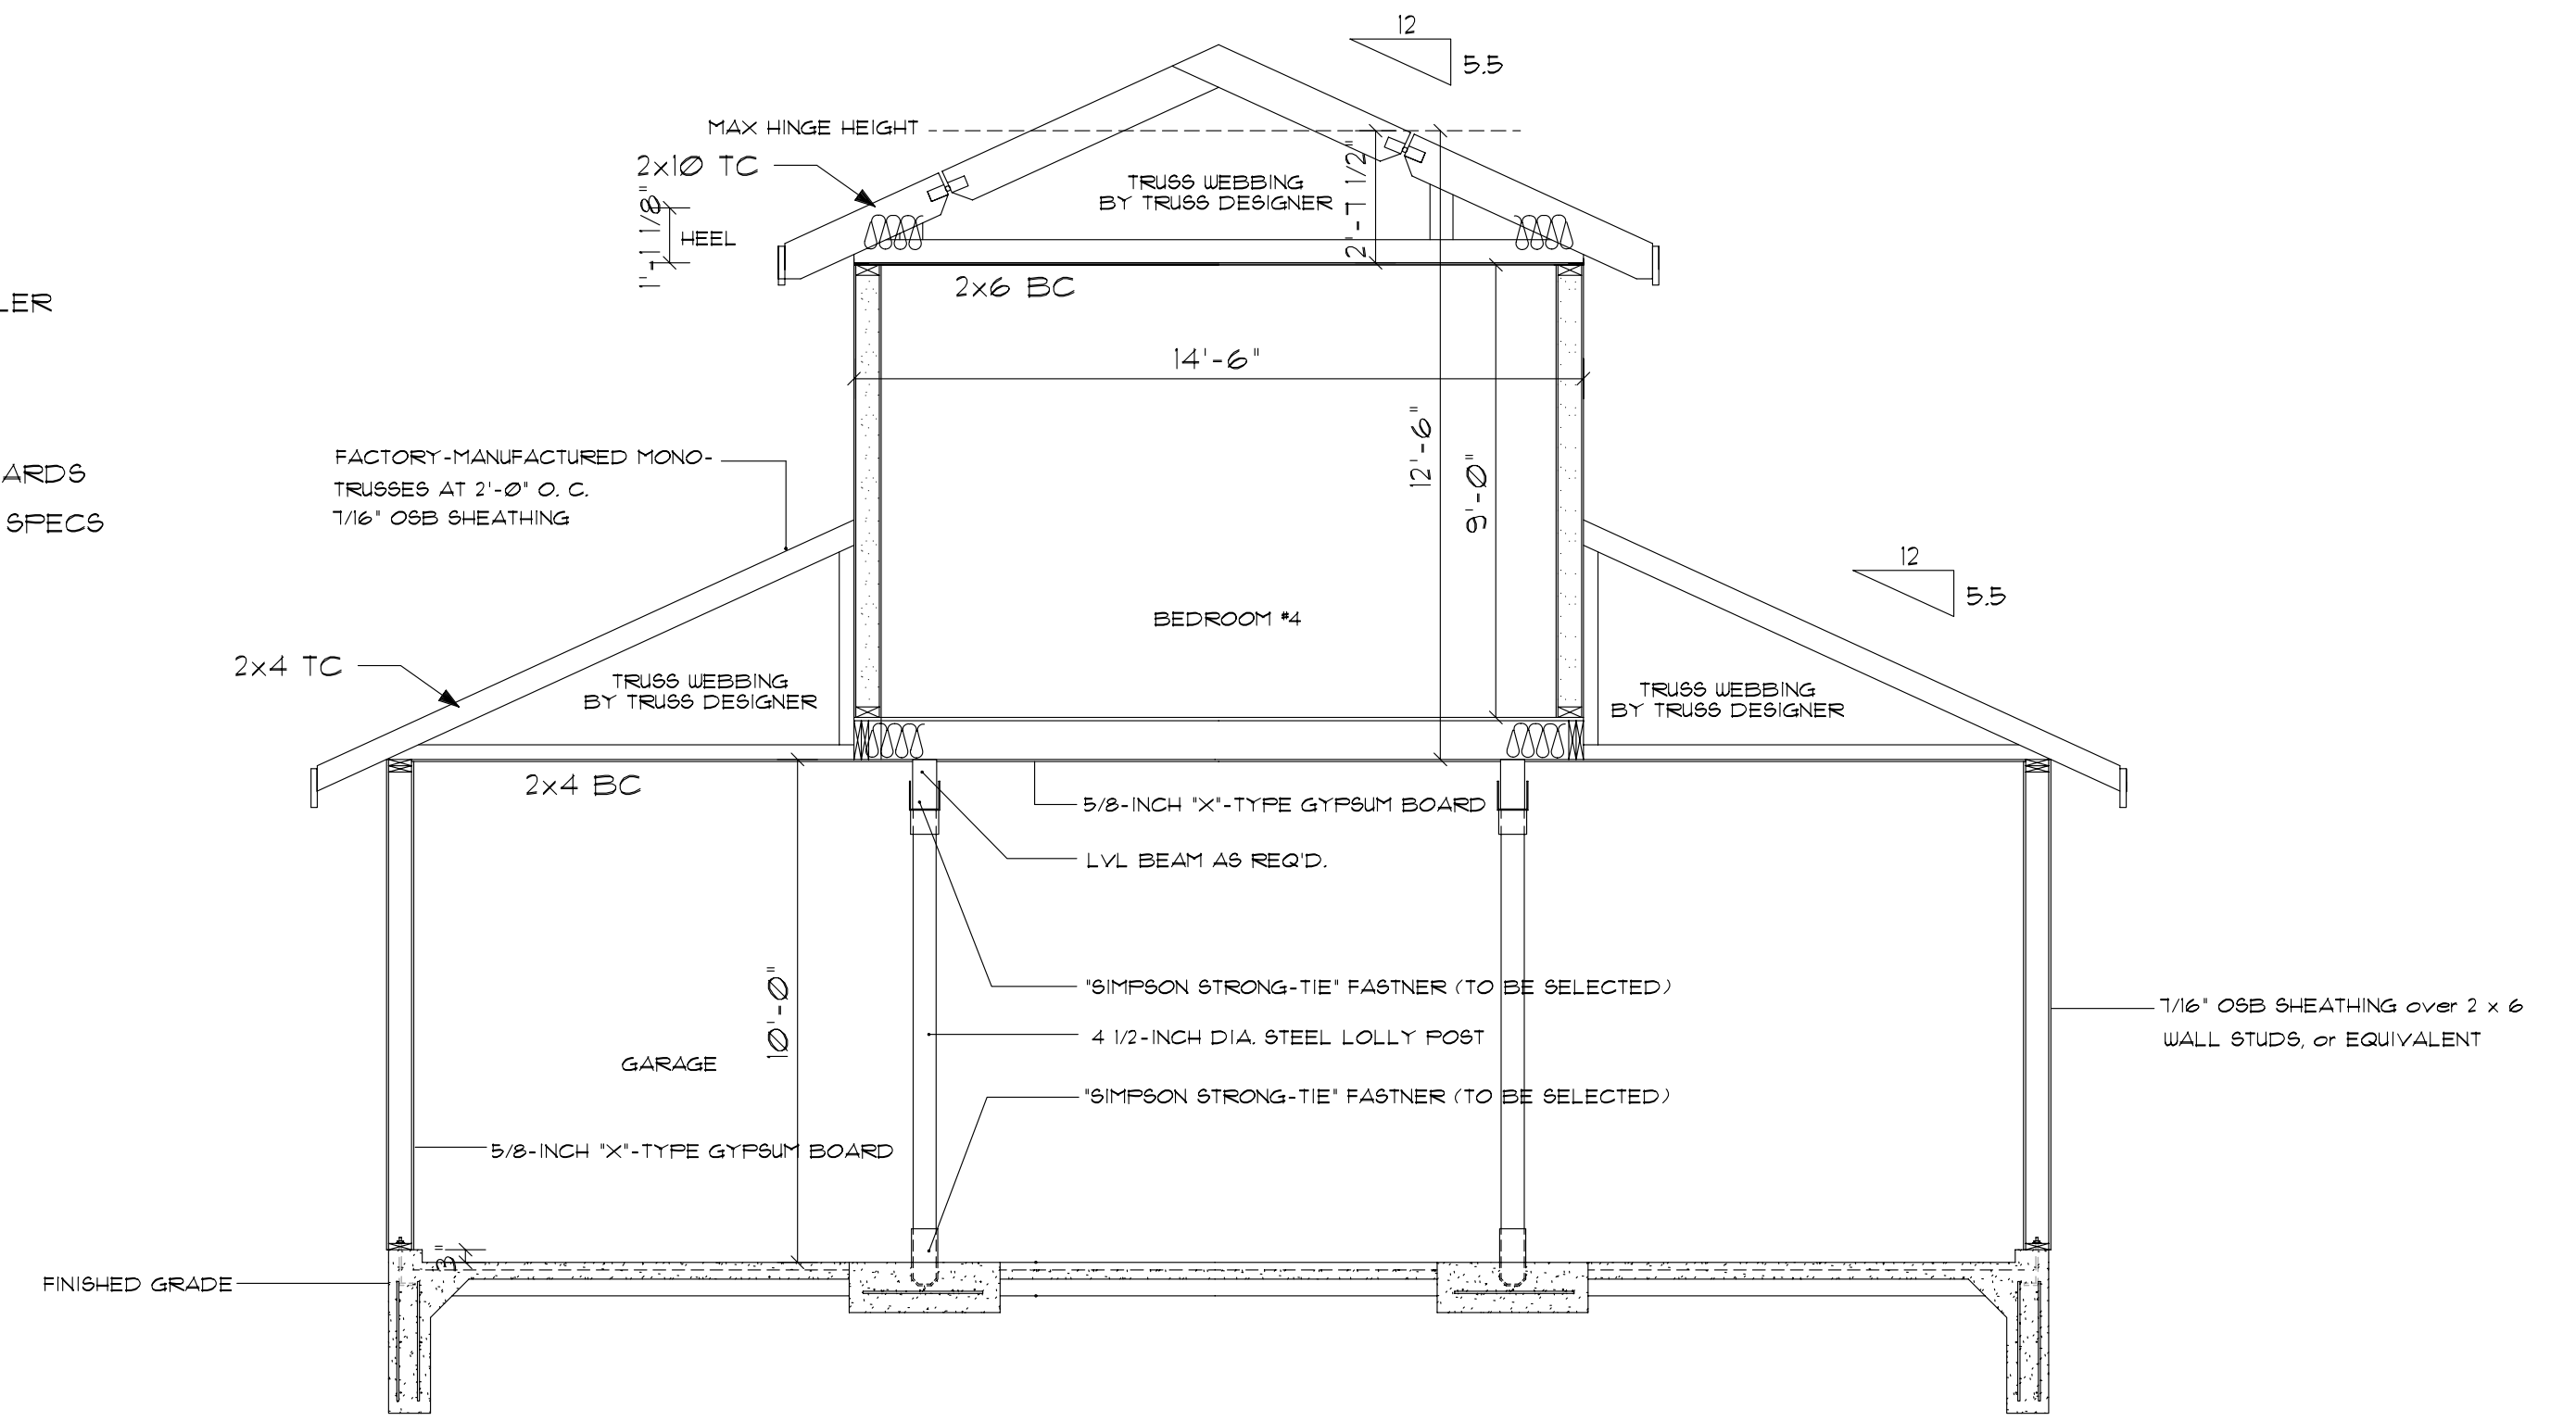 12
5.5
MAX HINGE HEIGHT
2x10 TC
1'-11 1/8"
HEEL
TRUSS WEBBING
BY TRUSS DESIGNER
2'-7 1/2"
2x6 BC
LER
14'-6"
12'-6"
9'-0"
FACTORY-MANUFACTURED MONO-
TRUSSES AT 2'-0" O. C.
7/16" OSB SHEATHING
ARDS
SPECS
12
5.5
BEDROOM #4
2x4 TC
TRUSS WEBBING
BY TRUSS DESIGNER
TRUSS WEBBING
BY TRUSS DESIGNER
2x4 BC
5/8-INCH "X"-TYPE GYPSUM BOARD
LVL BEAM AS REQ'D.
10'-0"
"SIMPSON STRONG-TIE" FASTNER (TO BE SELECTED)
7/16" OSB SHEATHING over 2 x 6
WALL STUDS, or EQUIVALENT
4 1/2-INCH DIA. STEEL LOLLY POST
GARAGE
"SIMPSON STRONG-TIE" FASTNER (TO BE SELECTED)
5/8-INCH "X"-TYPE GYPSUM BOARD
3"
FINISHED GRADE